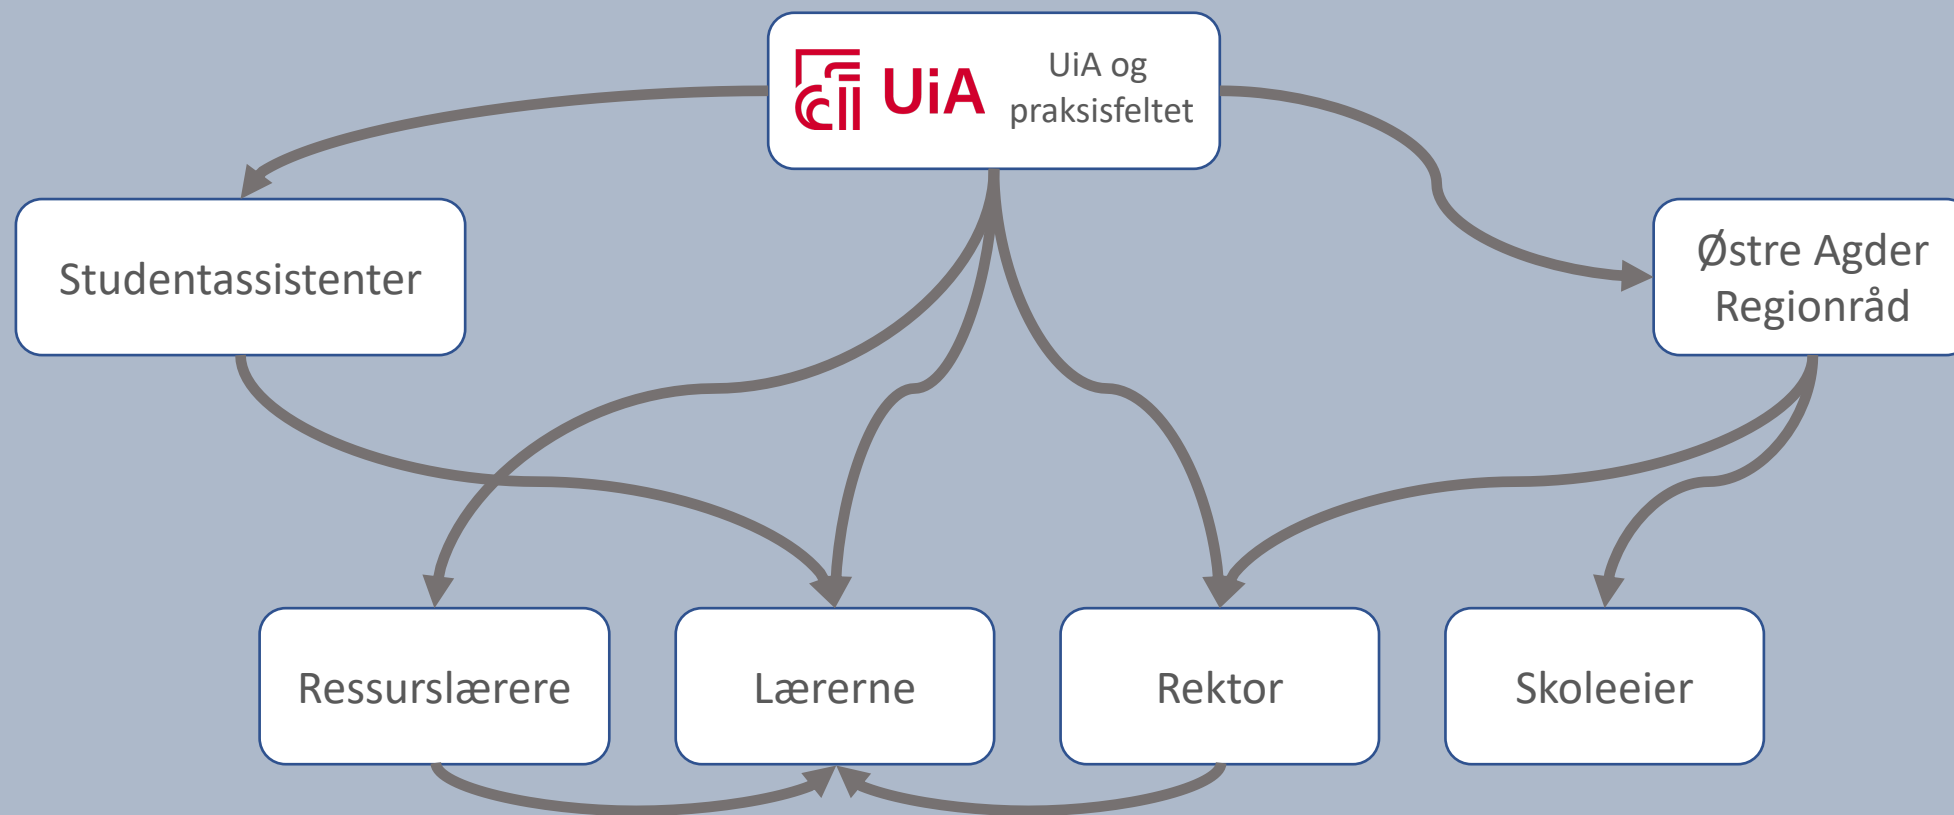 UiA
UiA og
praksisfeltet
Studentassistenter
Østre Agder
Regionråd
Ressurslærere
Lærerne
Rektor
Skoleeier